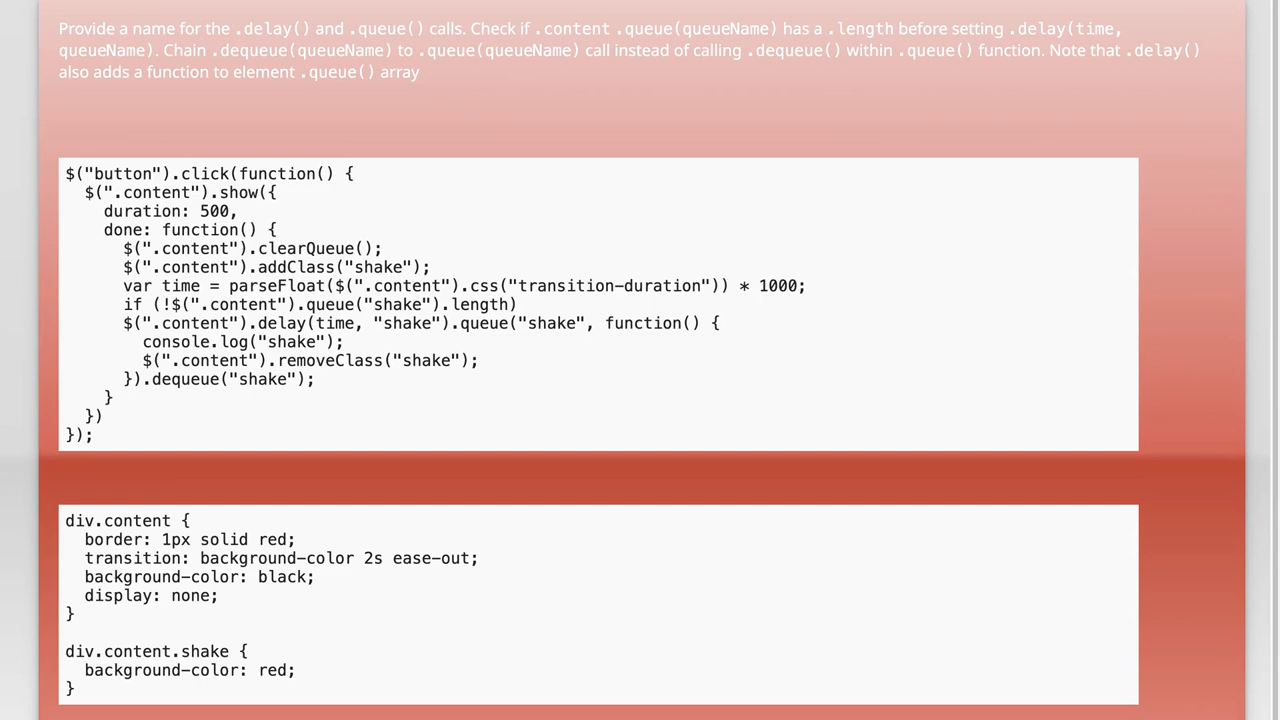 Provide a name for the .delay() and .queue() calls. Check if .content .queue(queueName) has a .length before setting .delay(time,
queueName). Chain .dequeue(queueName) to .queue(queueName) call instead of calling .dequeue() within .queue() function. Note that .delay()
also adds a function to element .queue() array
$("button").click(function() {
  $(".content").show({
    duration: 500,
    done: function() {
      $(".content").clearQueue();
      $(".content").addClass("shake");
      var time = parseFloat($(".content").css("transition-duration")) * 1000;
      if (!$(".content").queue("shake").length)
      $(".content").delay(time, "shake").queue("shake", function() {
        console.log("shake");
        $(".content").removeClass("shake");
      }).dequeue("shake");
    }
  })
});
div.content {
  border: 1px solid red;
  transition: background-color 2s ease-out;
  background-color: black;
  display: none;
}
div.content.shake {
  background-color: red;
}